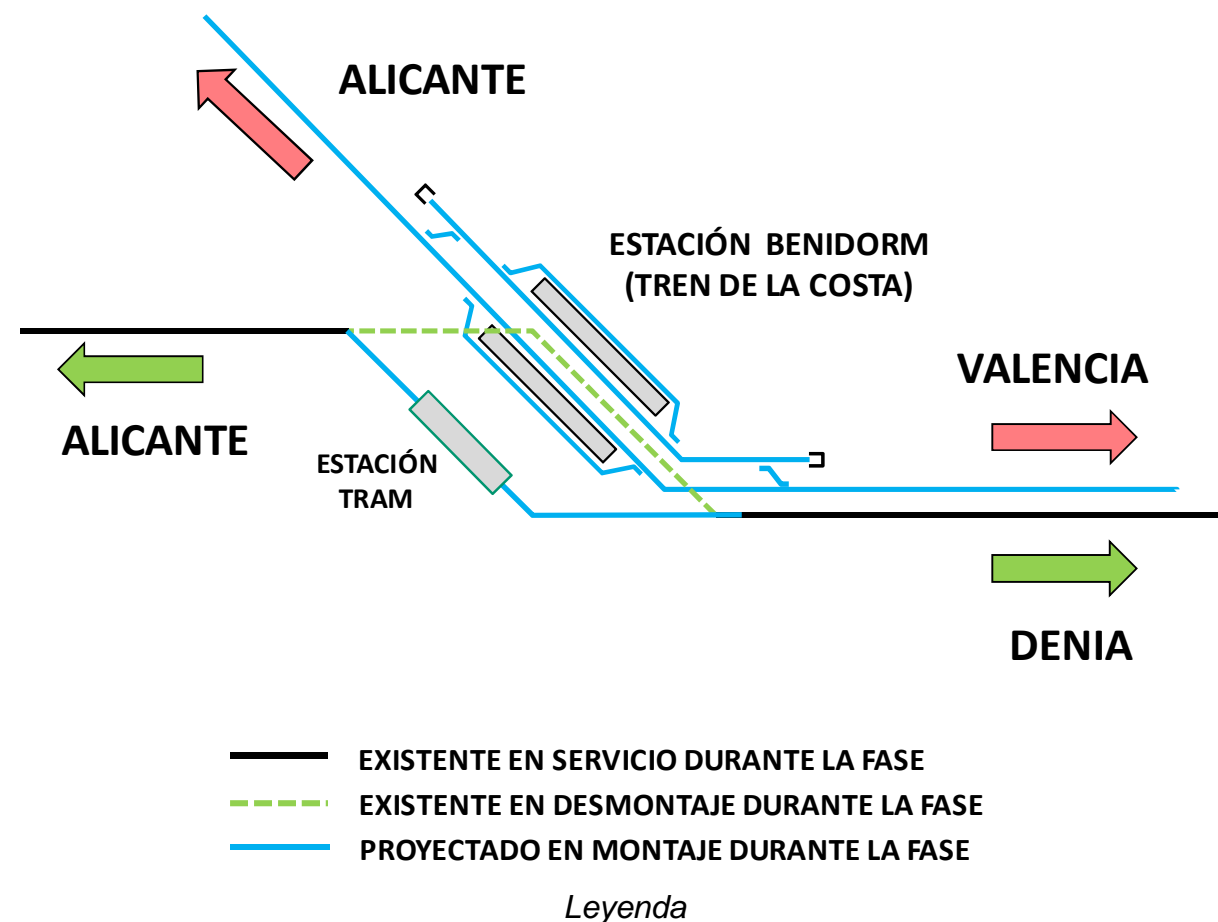 ALICANTE
ESTACIÓN BENIDORM
(TREN DE LA COSTA)
VALENCIA
ALICANTE
ESTACIÓN
TRAM
DENIA
EXISTENTE EN SERVICIO DURANTE LA FASE
EXISTENTE EN DESMONTAJE DURANTE LA FASE
PROYECTADO EN MONTAJE DURANTE LA FASE
Leyenda